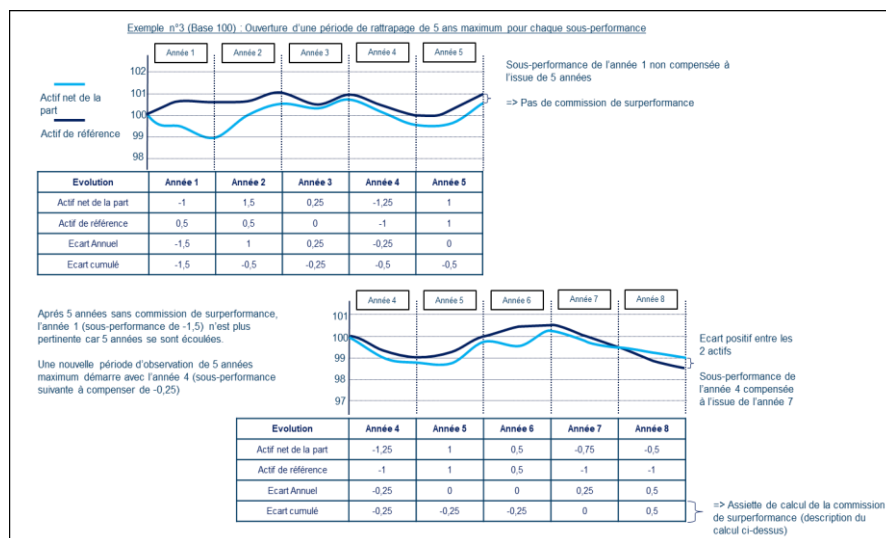 Exemple n°3 (Base 100) : Ouverture d'une période de rattrapage de 5 ans maximum pour chaque sous-performance
Année 1 Année 2 Année 3 Année 4 Année 5
102
101
100
99
98
Actif net de la
part
Actif de référence
Sous-performance de l'année 1 non compensée à
l'issue de 5 années
=> Pas de commission de surperformance
Evolution Année 1 Année 2 Année 3 Année 4 Année 5
Actif net de la part -1 1,5 0,25 -1,25 1
Actif de référence 0,5 0,5 0 -1 1
Ecart Annuel -1,5 1 0,25 -0,25 0
Ecart cumulé -1,5 -0,5 -0,25 -0,5 -0,5
Aprés 5 années sans commission de surperformance,
l'année 1 (sous-performance de -1,5) n'est plus
pertinente car 5 années se sont écoulées.
Une nouvelle période d'observation de 5 années
maximum démarre avec l'année 4 (sous-performance
suivante à compenser de -0,25)
Année 4 Année 5 Année 6 Année 7 Année 8
101
100
99
98
97
Ecart positif entre les
2 actifs
Sous-performance de
l'année 4 compensée
à l'issue de l'année 7
Evolution Année 4 Année 5 Année 6 Année 7 Année 8
Actif net de la part -1,25 1 0,5 -0,75 -0,5
Actif de référence -1 1 0,5 -1 -1
Ecart Annuel -0,25 0 0 0,25 0,5
Ecart cumulé -0,25 -0,25 -0,25 0 0,5
=> Assiette de calcul de la commission
de surperformance (description du
calcul ci-dessus)